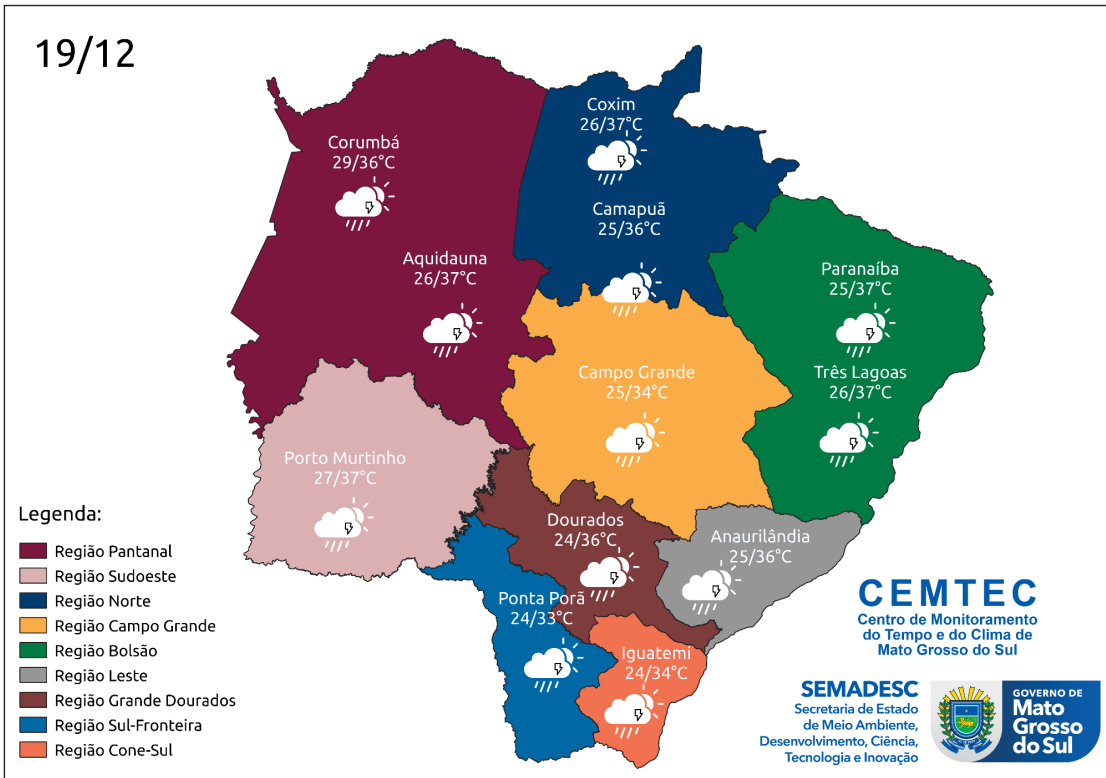 19/12
Coxim
26/37°C
Corumbá
29/36°C
Camapuã
25/36°C
Aquidauna
26/37°C
Paranaíba
25/37°C
Campo Grande
25/34°C
Três Lagoas
26/37°C
Porto Murtinho
27/37°C
Dourados
24/36°C
Anaurilândia
25/36°C
Ponta Porã
24/33°C
Iguatemi
24/34°C
Legenda:
Região Pantanal
Região Sudoeste
Região Norte
Região Campo Grande
Região Bolsão
Região Leste
Região Grande Dourados
Região Sul-Fronteira
Região Cone-Sul
CEMTEC
Centro de Monitoramento
do Tempo e do Clima de
Mato Grosso do Sul
SEMADESC
Secretaria de Estado
de Meio Ambiente,
Desenvolvimento, Ciência,
Tecnologia e Inovação
GOVERNO DE
Mato
Grosso
do Sul